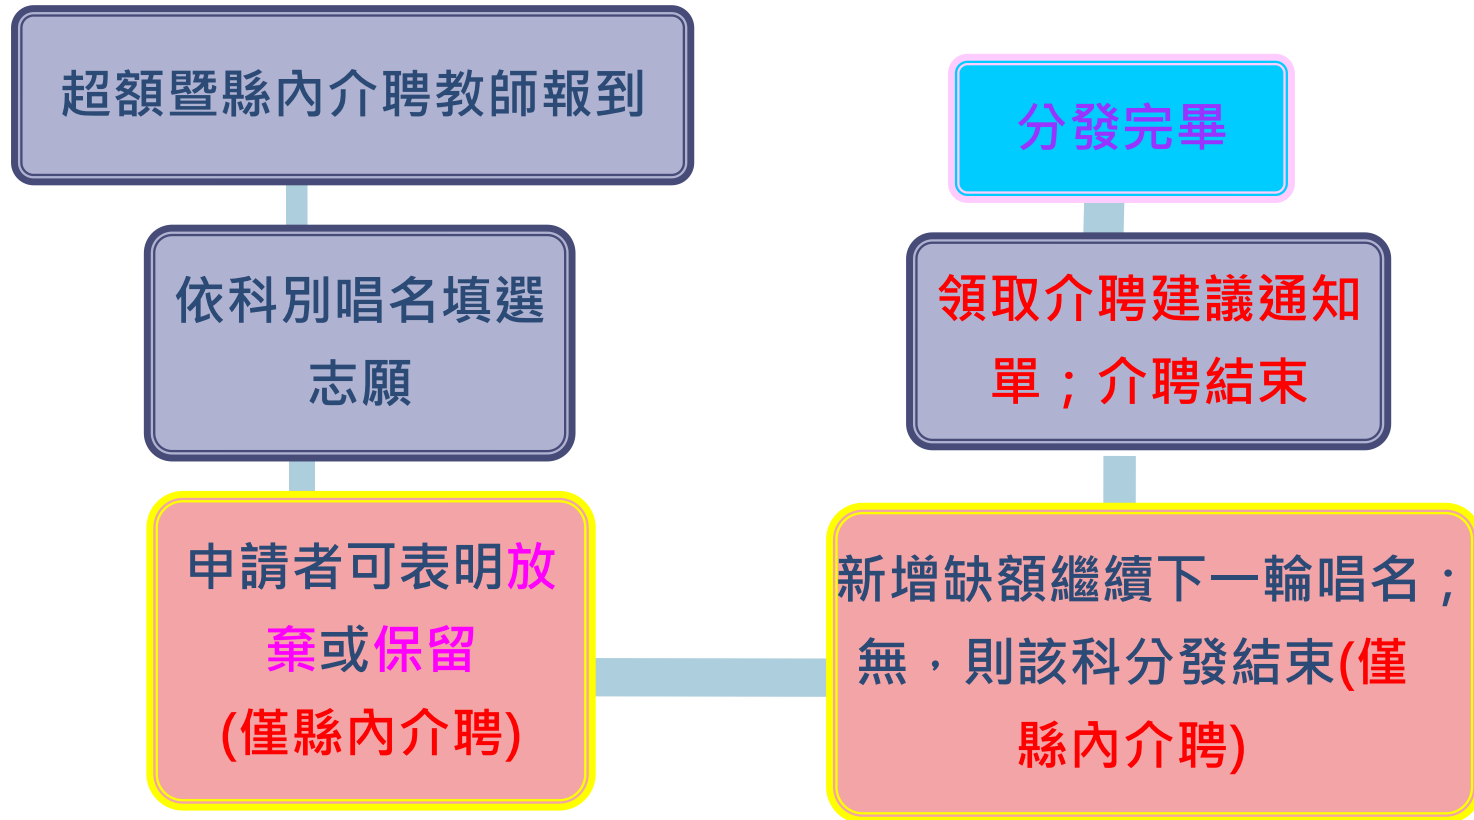 超額暨縣內介聘教師報到
依科別唱名填選
志願
申請者可表明放
棄或保留
(僅縣內介聘)
新增缺額繼續下一輪唱名；
無，則該科分發結束(僅
縣內介聘)
領取介聘建議通知
單；介聘結束
分發完畢